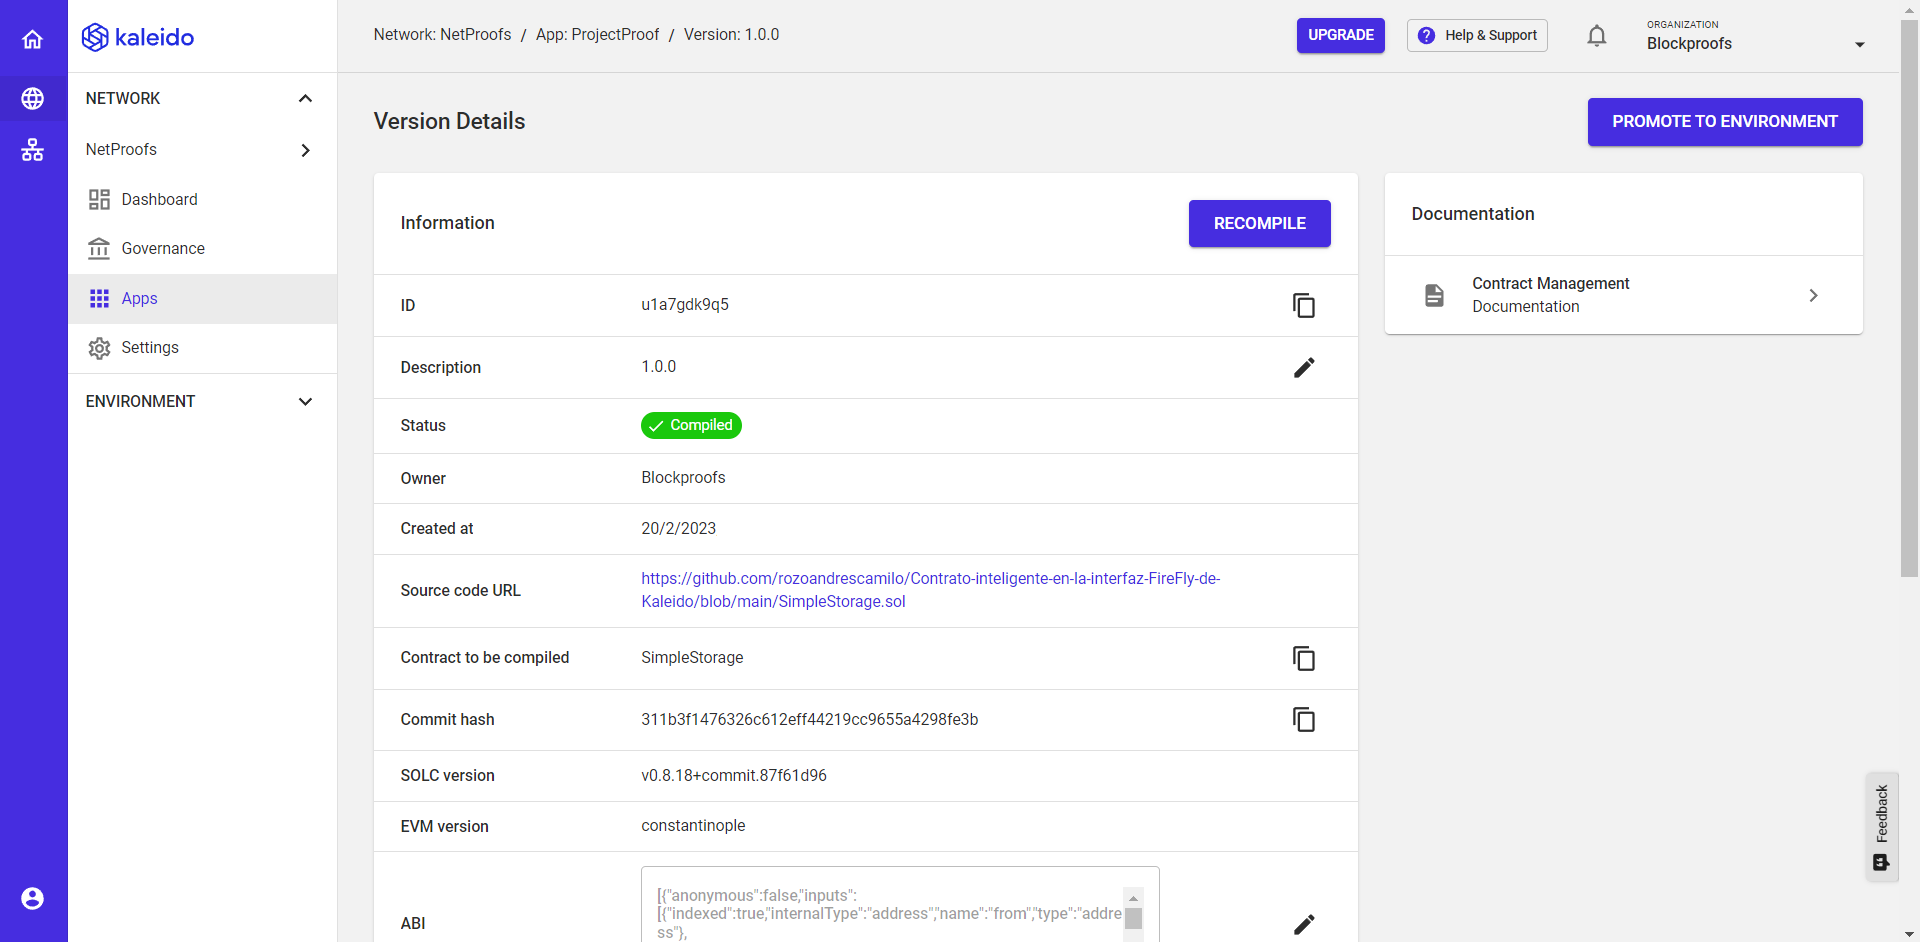 kaleido
Network: NetProofs / App: ProjectProof / Version: 1.0.0
UPGRADE
Help & Support
ORGANIZATION
Blockproofs
NETWORK
NetProofs
Dashboard
Governance
Apps
Settings
ENVIRONMENT
Version Details
PROMOTE TO ENVIRONMENT
Information
RECOMPILE
ID u1a7gdk9q5
Description 1.0.0
Status Compiled
Owner Blockproofs
Created at 20/2/2023
Source code URL https://github.com/rozoandrescamilo/Contrato-inteligente-en-la-interfaz-FireFly-de-
Kaleido/blob/main/SimpleStorage.sol
Contract to be compiled SimpleStorage
Commit hash 311b3f1476326c612eff44219cc9655a4298fe3b
SOLC version v0.8.18+commit.87f61d96
EVM version constantinople
ABI
[{"anonymous":false,"inputs":
[{"indexed":true,"internalType":"address","name":"from","type":"addre
ss"},
Documentation
Contract Management
Documentation
Feedback